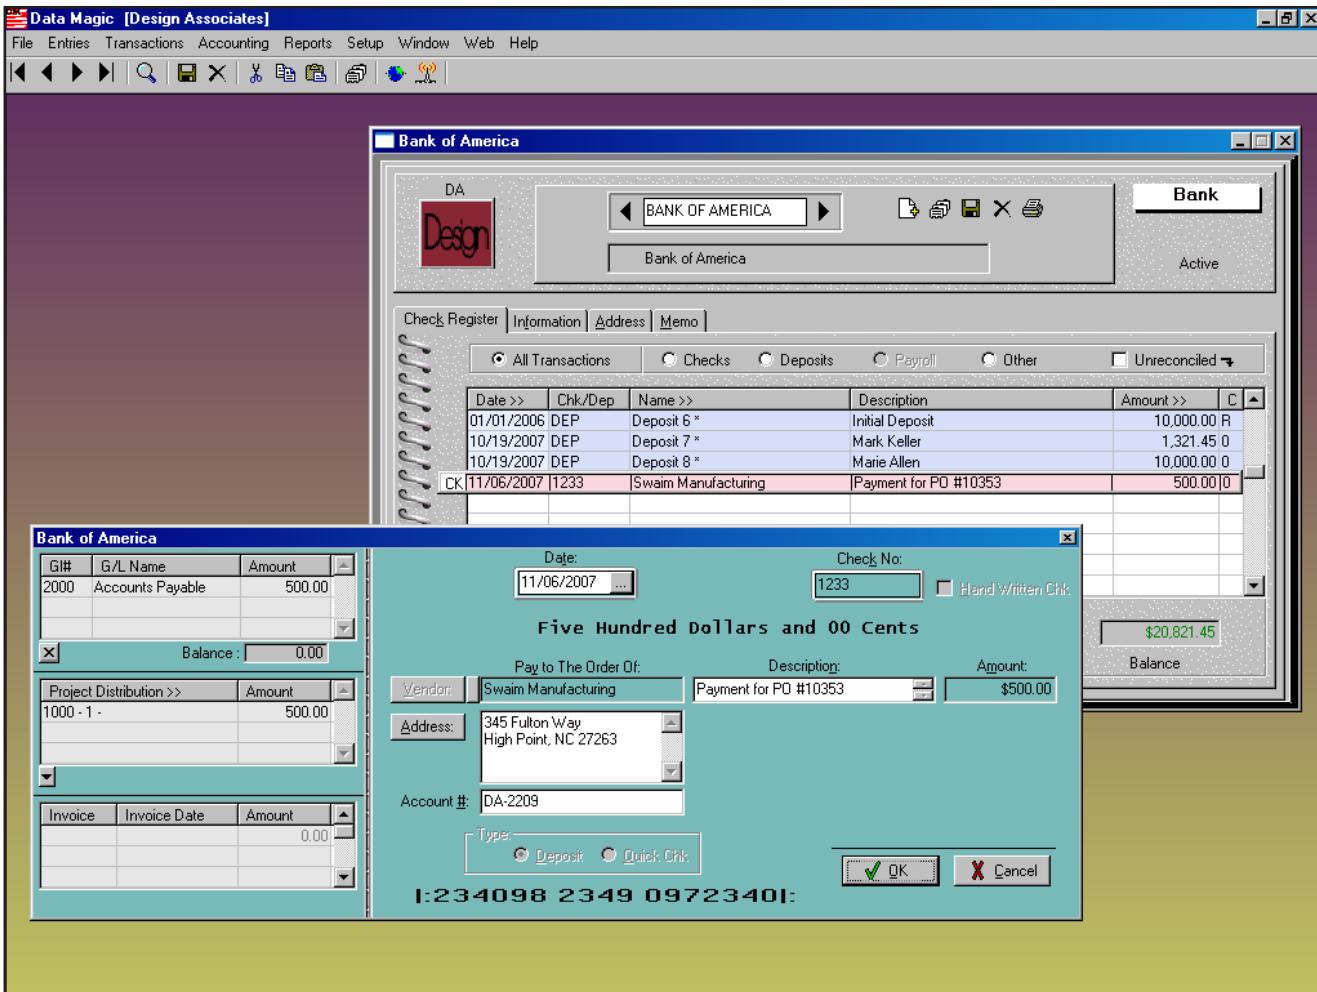 Data Magic [Design Associates]
File Entries Transactions Accounting Reports Setup Window Web Help
Bank of America
DA
Design
BANK OF AMERICA
Bank
Bank of America
Active
Check Register Information Address Memo
All Transactions Checks Deposits Payroll Other Unreconciled
Date >> Chk/Dep Name >> Description Amount >> C
01/01/2006 DEP Deposit 6 * Initial Deposit 10,000.00 R
10/19/2007 DEP Deposit 7 * Mark Keller 1,321.45 0
10/19/2007 DEP Deposit 8 * Marie Allen 10,000.00 0
CK 11/06/2007 1233 Swaim Manufacturing Payment for PO #10353 500.00 0
$20,821.45
Balance
Bank of America
Gl# G/L Name Amount
2000 Accounts Payable 500.00
Balance : 0.00
Project Distribution >> Amount
1000 - 1 - 500.00
Invoice Invoice Date Amount
0.00
Date: Check No:
11/06/2007 ... 1233 Hand Written Chk
Five Hundred Dollars and 00 Cents
Pay to The Order Of: Description: Amount:
Vendor: Swaim Manufacturing Payment for PO #10353 $500.00
Address: 345 Fulton Way
High Point, NC 27263
Account #: DA-2209
Type:
Deposit Quick Chk
OK Cancel
|:234098 2349 0972340|: